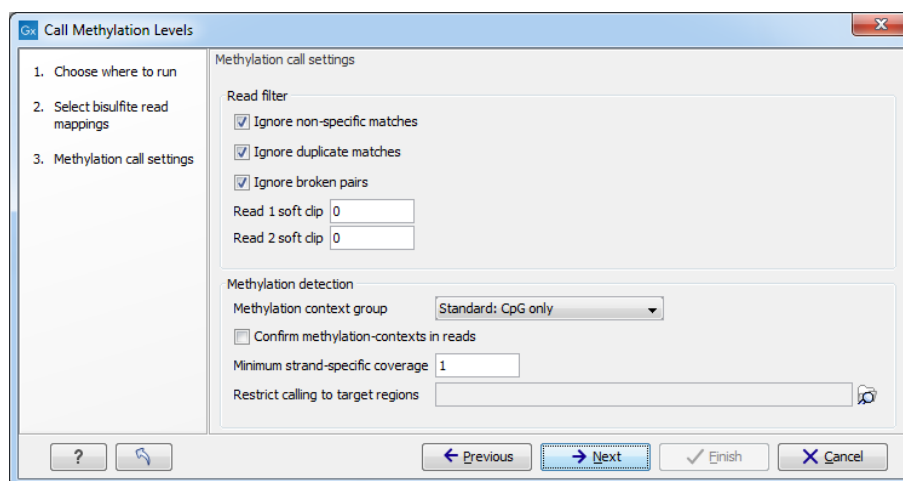 Gx Call Methylation Levels
1. Choose where to run
2. Select bisulfite read
mappings
3. Methylation call settings
Methylation call settings
Read filter
Ignore non-specific matches
Ignore duplicate matches
Ignore broken pairs
Read 1 soft clip 0
Read 2 soft clip 0
Methylation detection
Methylation context group Standard: CpG only
Confirm methylation-contexts in reads
Minimum strand-specific coverage 1
Restrict calling to target regions
? Previous Next Finish Cancel